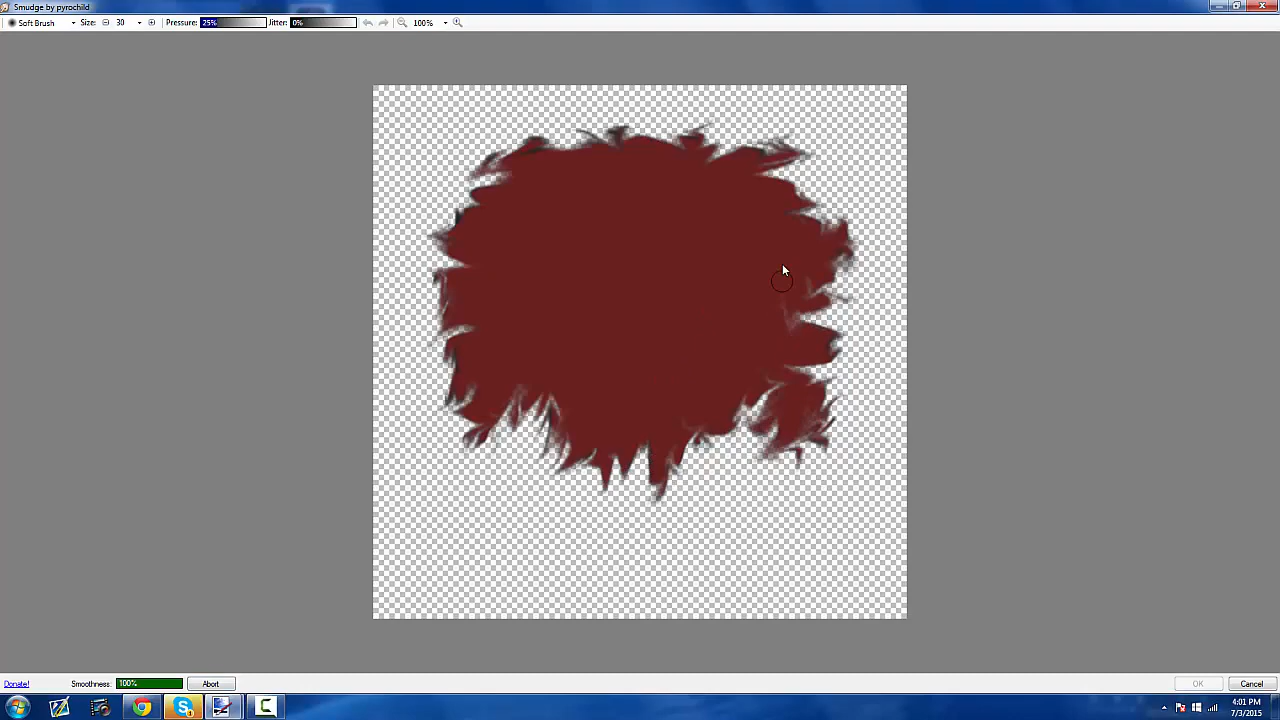 Smudge by pyrochild
Soft Brush Size: 30 Pressure: 25% Jitter: 0% 100%
Donate! Smoothness: 100% Abort OK Cancel
4:01 PM
7/3/2015